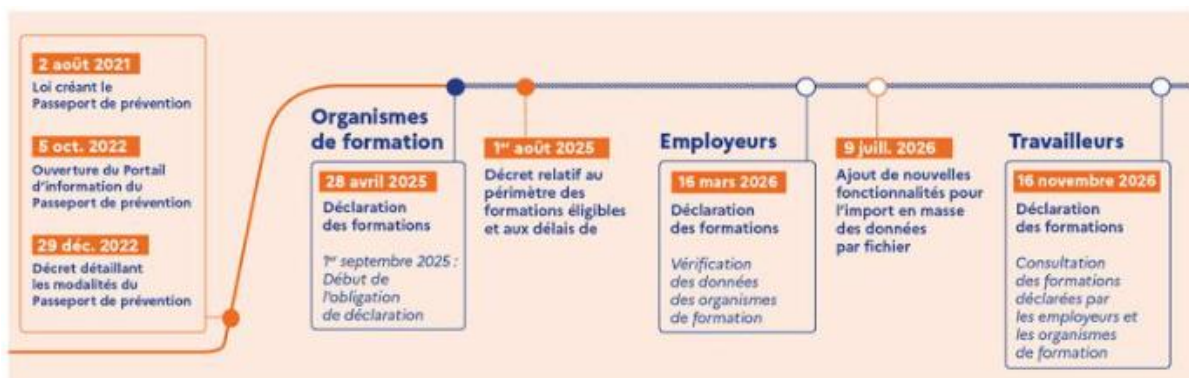 2 août 2021
Loi créant le
Passeport de prévention
5 oct. 2022
Ouverture du Portail
d'information du
Passeport de prévention
29 déc. 2022
Décret détaillant
les modalités du
Passeport de prévention
Organismes
de formation
28 avril 2025
Déclaration
des formations
1er septembre 2025 :
Début de
l'obligation
de déclaration
1er août 2025
Décret relatif au
périmètre des
formations éligibles
et aux délais de
Employeurs
16 mars 2026
Déclaration
des formations
Vérification
des données
des organismes
de formation
9 juill. 2026
Ajout de nouvelles
fonctionnalités pour
l'import en masse
des données
par fichier
Travailleurs
16 novembre 2026
Déclaration
des formations
Consultation
des formations
déclarées par
les employeurs et
les organismes
de formation